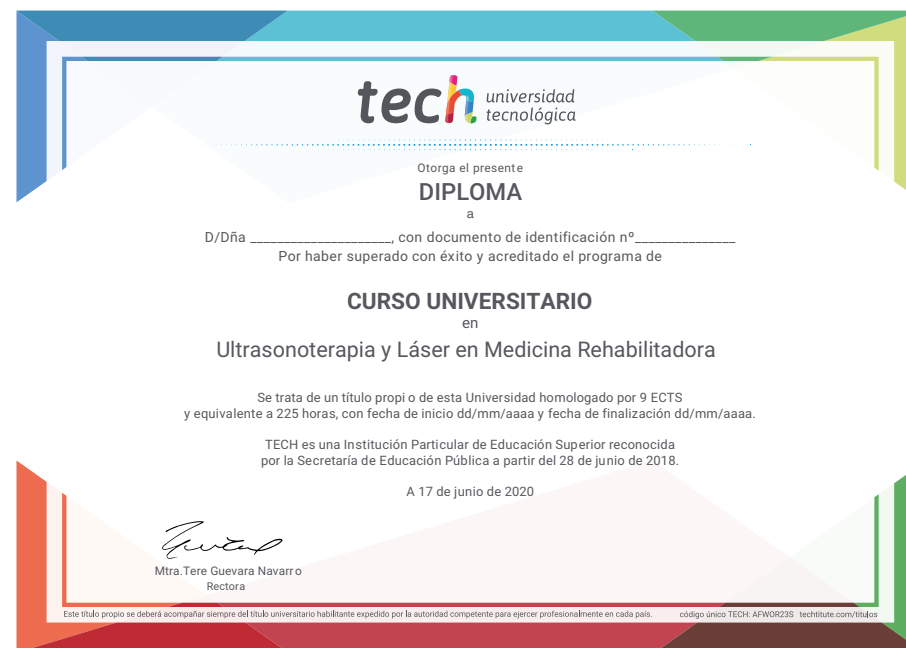 tech universidad
tecnológica
Otorga el presente
DIPLOMA
a
D/Dña _____________________, con documento de identificación nº_______________
Por haber superado con éxito y acreditado el programa de
CURSO UNIVERSITARIO
en
Ultrasonoterapia y Láser en Medicina Rehabilitadora
Se trata de un título propi o de esta Universidad homologado por 9 ECTS
y equivalente a 225 horas, con fecha de inicio dd/mm/aaaa y fecha de finalización dd/mm/aaaa.
TECH es una Institución Particular de Educación Superior reconocida
por la Secretaría de Educación Pública a partir del 28 de junio de 2018.
A 17 de junio de 2020
Mtra.Tere Guevara Navarro
Rectora
Este título propio se deberá acompañar siempre del título universitario habilitante expedido por la autoridad competente para ejercer profesionalmente en cada país. código único TECH: AFWOR23S techtitute.com/titulos